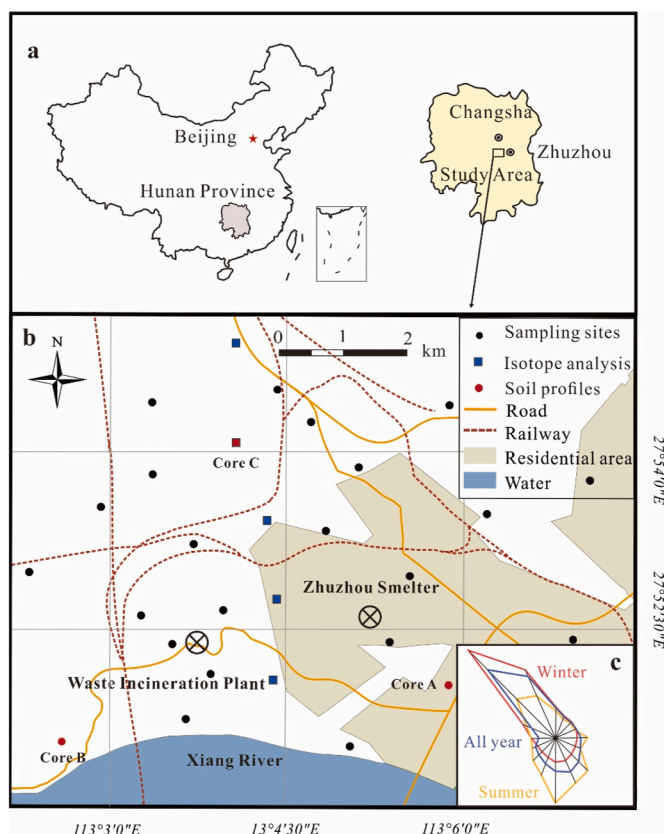 a
Beijing
Hunan Province
Changsha
Zhuzhou
Study Area
b
N
0 1 2
km
Sampling sites
Isotope analysis
Soil profiles
Road
Railway
Residential area
Water
Core C
Zhuzhou Smelter
Waste Incineration Plant
Core A
Core B
Xiang River
c
Winter
All year
Summer
27°54'0"E
27°52'30"E
113°3'0"E
13°4'30"E
113°6'0"E